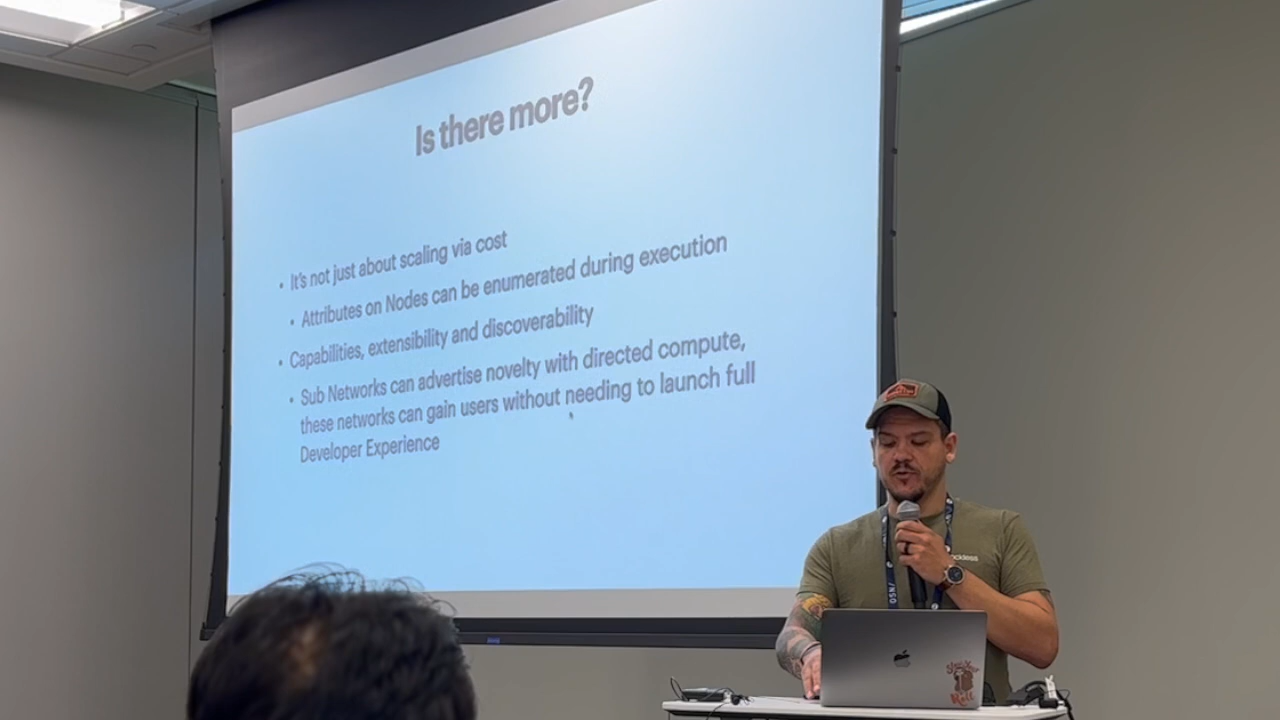 Is there more?
• It's not just about scaling via cost
• Attributes on Nodes can be enumerated during execution
• Capabilities, extensibility and discoverability
• Sub Networks can advertise novelty with directed compute,
these networks can gain users without needing to launch full
Developer Experience